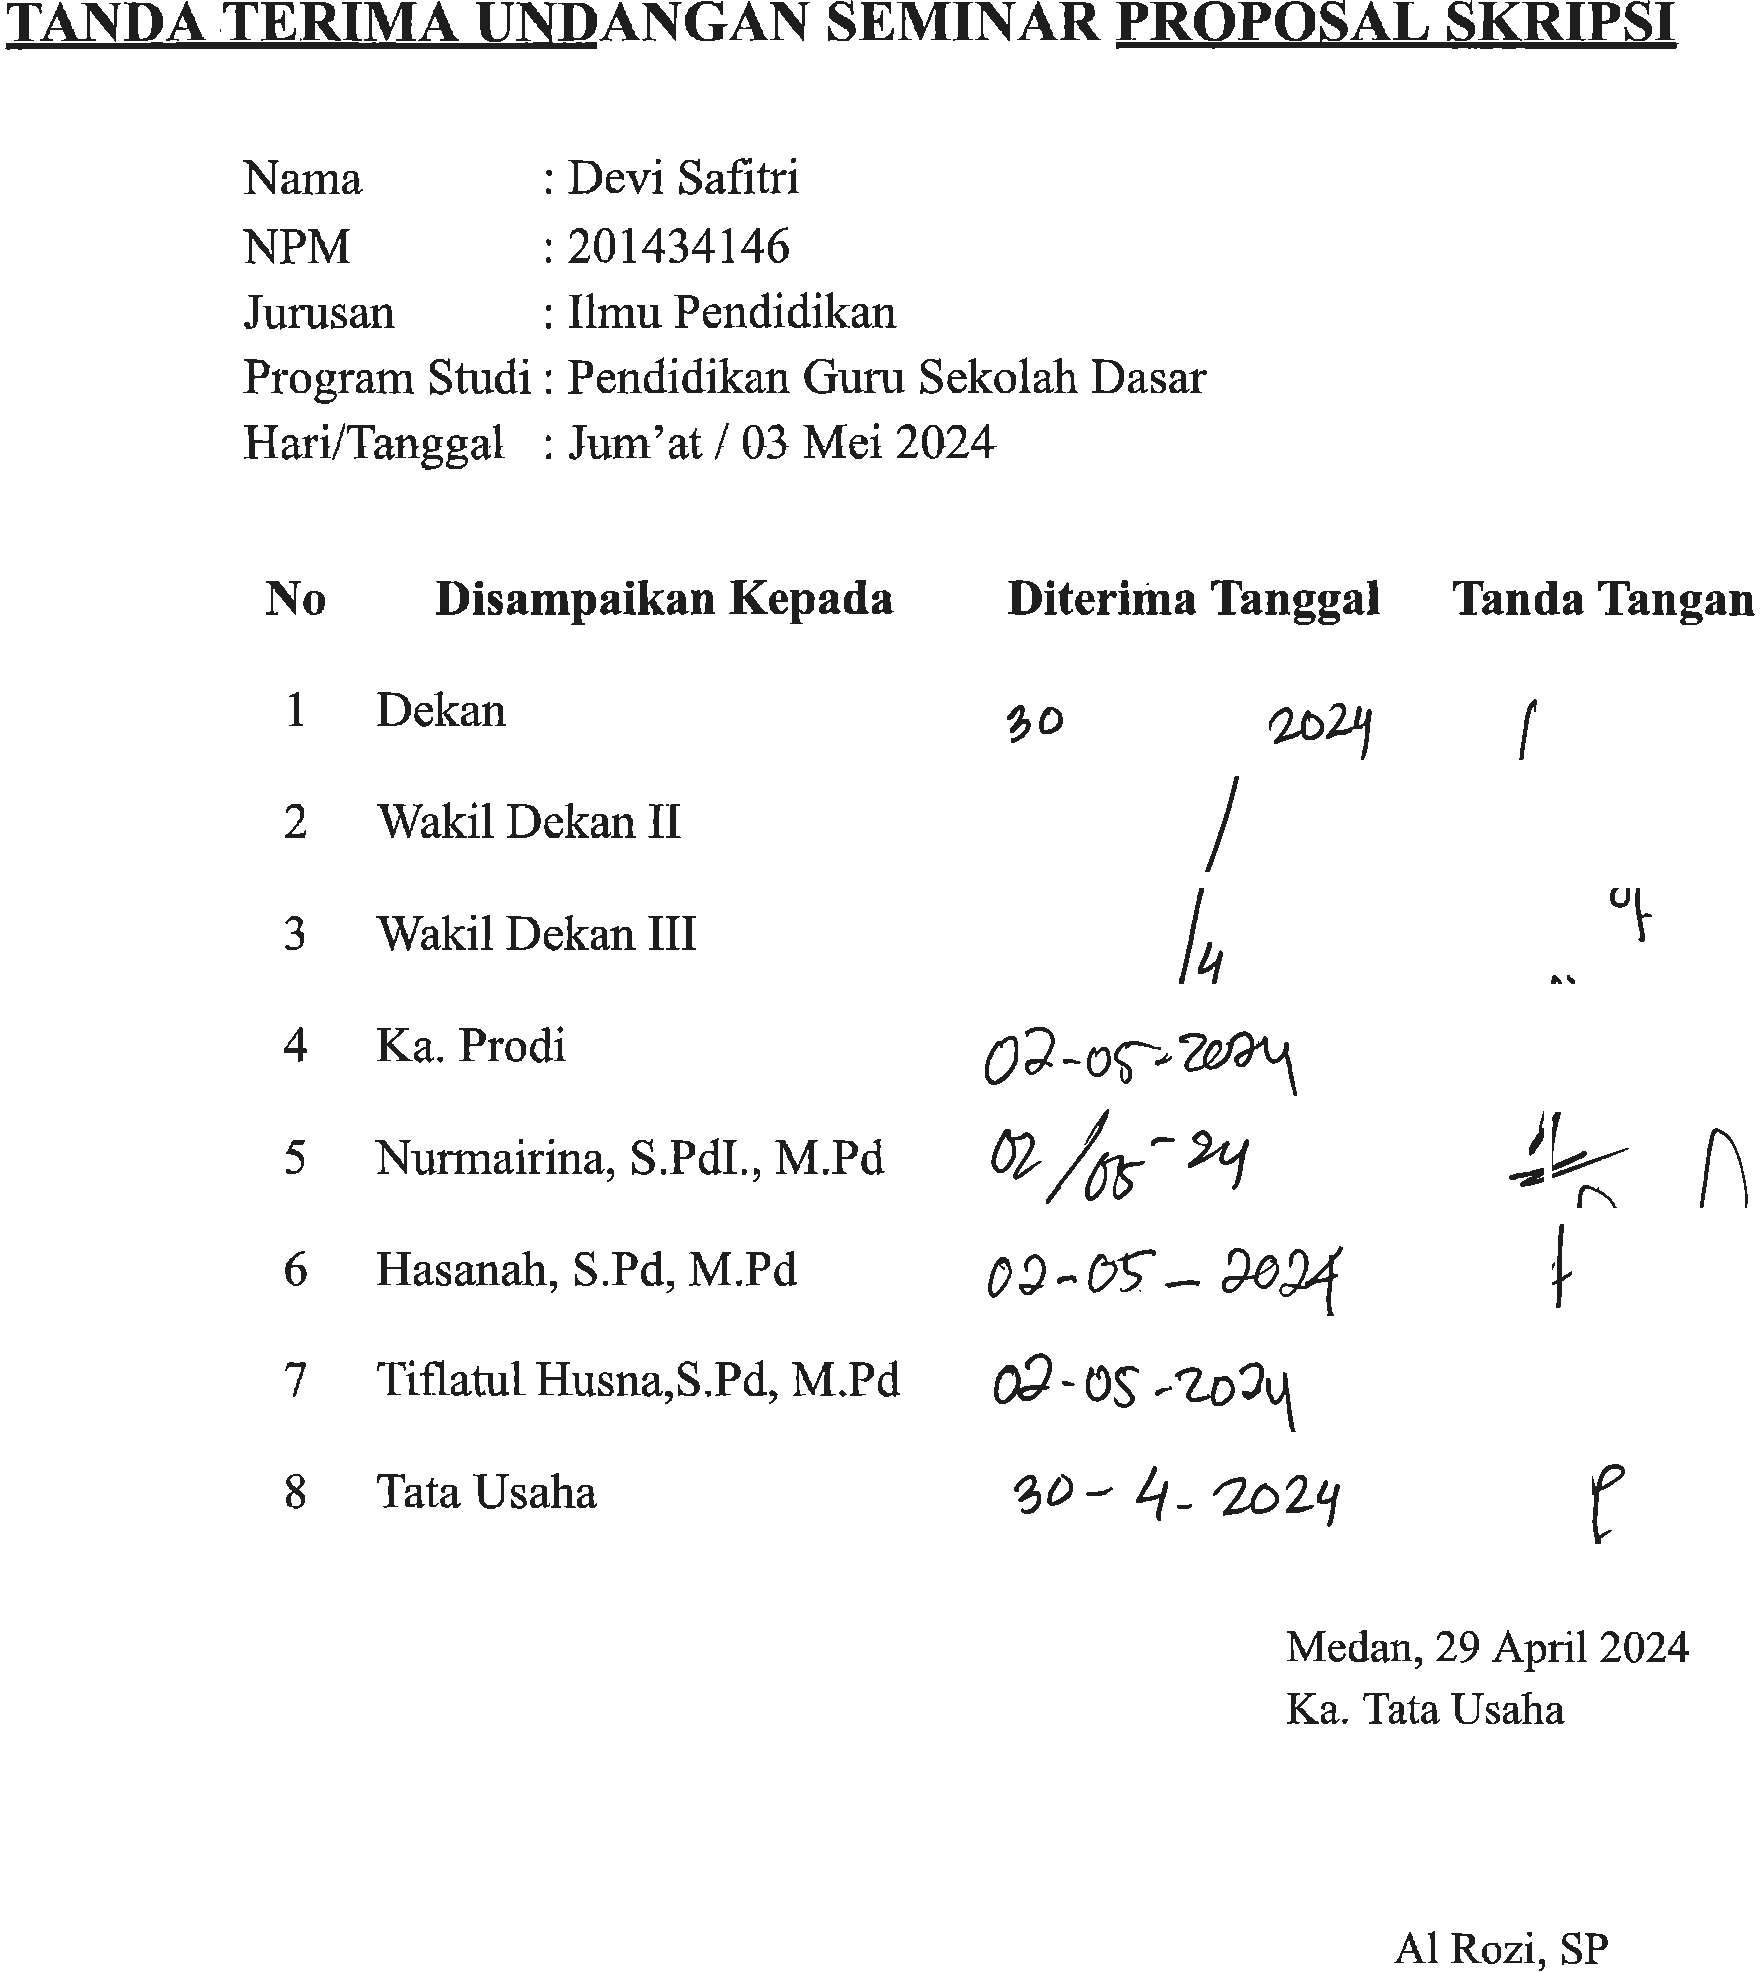 TANDA TERIMA UNDANGAN SEMINAR PROPOSAL SKRIPSI
Nama : Devi Safitri
NPM : 201434146
Jurusan : Ilmu Pendidikan
Program Studi : Pendidikan Guru Sekolah Dasar
Hari/Tanggal : Jum'at / 03 Mei 2024
No Disampaikan Kepada Diterima Tanggal Tanda Tangan
1 Dekan 30 2024
2 Wakil Dekan II /
3 Wakil Dekan III /4
4 Ka. Prodi 02-05-2024
5 Nurmairina, S.PdI., M.Pd 02/05-24
6 Hasanah, S.Pd, M.Pd 02-05-2024
7 Tiflatul Husna,S.Pd, M.Pd 02-05-2024
8 Tata Usaha 30-4-2024
Medan, 29 April 2024
Ka. Tata Usaha
Al Rozi, SP